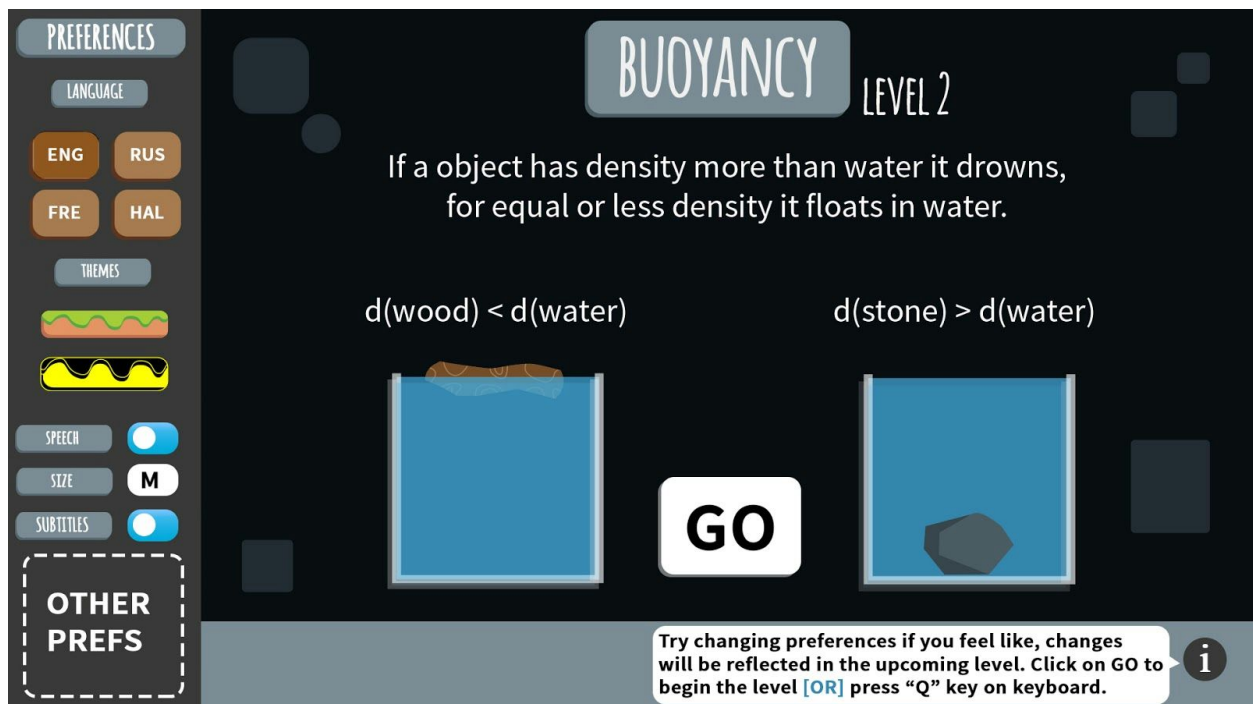 PREFERENCES
LANGUAGE
ENG RUS
FRE HAL
THEMES
SPEECH
SIZE M
SUBTITLES
OTHER
PREFS
BUOYANCY
LEVEL 2
If a object has density more than water it drowns,
for equal or less density it floats in water.
d(wood) < d(water)
d(stone) > d(water)
GO
Try changing preferences if you feel like, changes
will be reflected in the upcoming level. Click on GO to
begin the level [OR] press “Q” key on keyboard.
i